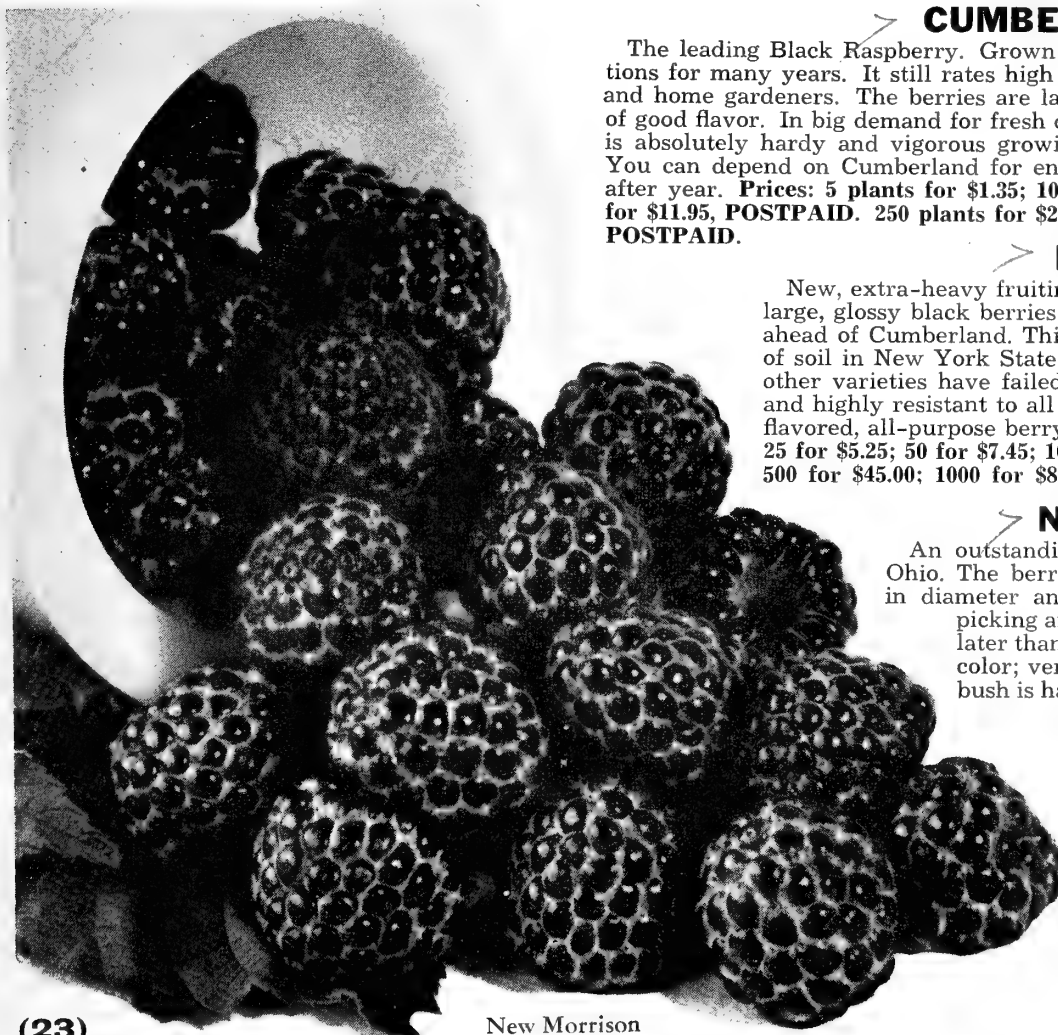 CUMBE
The leading Black Raspberry. Grown
tions for many years. It still rates high
and home gardeners. The berries are la
of good flavor. In big demand for fresh
is absolutely hardy and vigorous growi
You can depend on Cumberland for en
after year. Prices: 5 plants for $1.35; 10
for $11.95, POSTPAID. 250 plants for $2
POSTPAID.
New, extra-heavy fruitin
large, glossy black berries
ahead of Cumberland. Thi
of soil in New York State
other varieties have failed
and highly resistant to all
flavored, all-purpose berry
25 for $5.25; 50 for $7.45; 1
500 for $45.00; 1000 for $8
N
An outstandi
Ohio. The berr
in diameter an
picking a
later than
color; ver
bush is ha
(23)
New Morrison